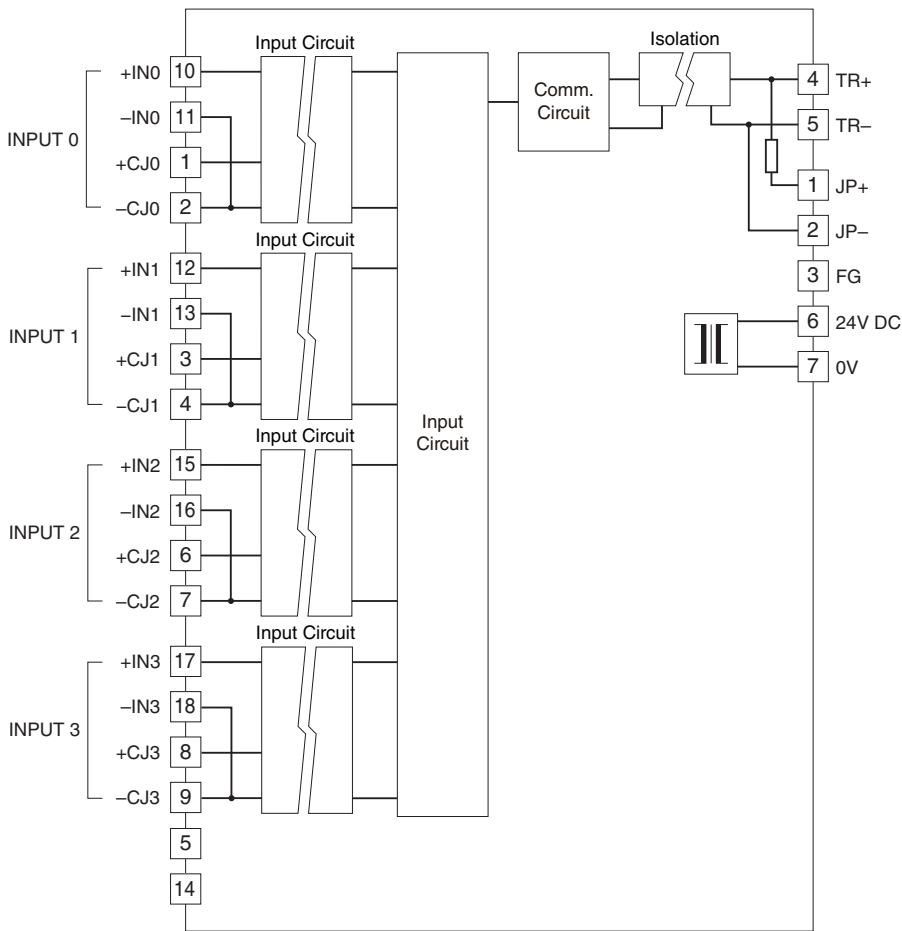 Input Circuit
Isolation
+IN0 10
–IN0 11
INPUT 0
+CJ0 1
–CJ0 2
Comm.
Circuit
4 TR+
5 TR–
1 JP+
2 JP–
3 FG
6 24V DC
7 0V
Input Circuit
+IN1 12
–IN1 13
INPUT 1
+CJ1 3
–CJ1 4
Input
Circuit
Input Circuit
+IN2 15
–IN2 16
INPUT 2
+CJ2 6
–CJ2 7
Input Circuit
+IN3 17
–IN3 18
INPUT 3
+CJ3 8
–CJ3 9
5
14